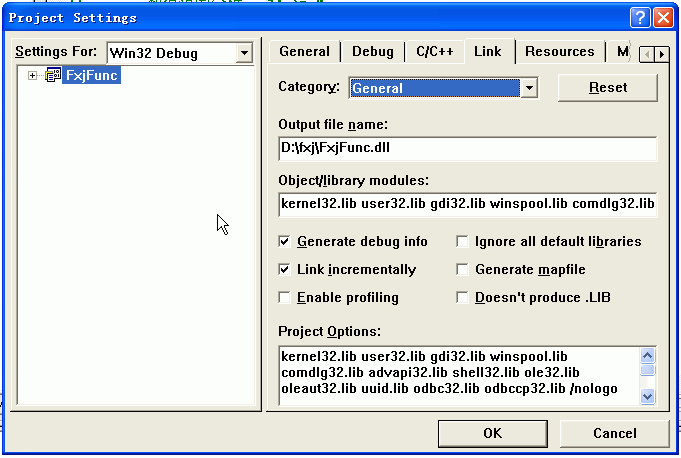 Project Settings
Settings For:
Win32 Debug
FxjFunc
General
Debug
C/C++
Link
Resources
M
Category:
General
Reset
Output file name:
D:\fxj\FxjFunc.dll
Object/library modules:
kernel32.lib user32.lib gdi32.lib winspool.lib comdlg32.lib
Generate debug info
Ignore all default libraries
Link incrementally
Generate mapfile
Enable profiling
Doesn't produce .LIB
Project Options:
kernel32.lib user32.lib gdi32.lib winspool.lib
comdlg32.lib advapi32.lib shell32.lib ole32.lib
oleaut32.lib uuid.lib odbc32.lib odbccp32.lib /nologo
OK
Cancel